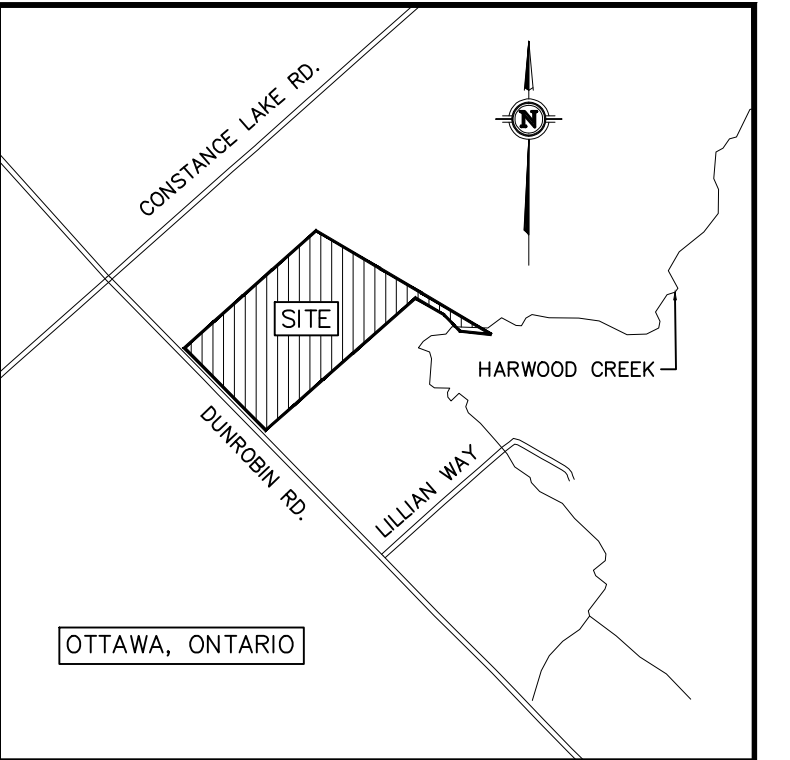 CONSTANCE LAKE RD.
N
SITE
HARWOOD CREEK
DUNROBIN RD.
LILLIAN WAY
OTTAWA, ONTARIO